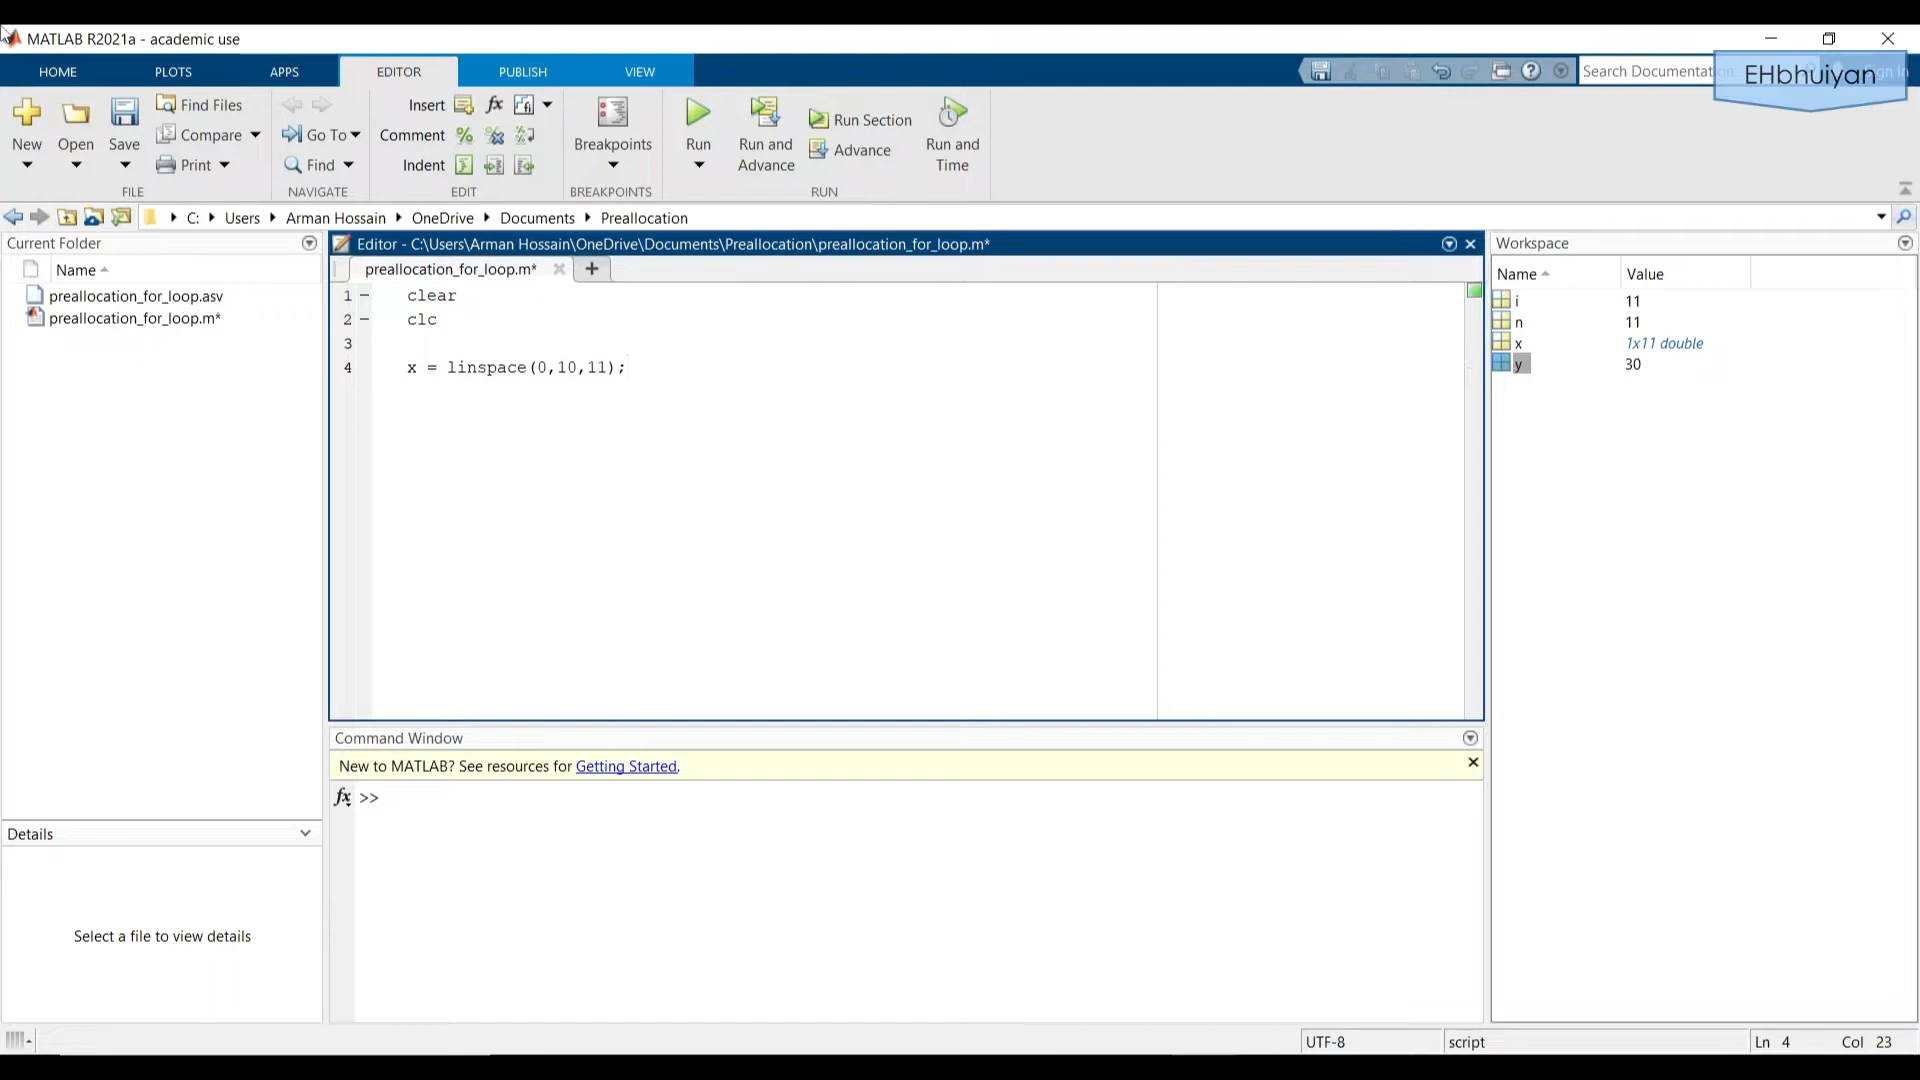 MATLAB R2021a - academic use
HOME PLOTS APPS EDITOR PUBLISH VIEW Search Documentat EHbhuiyan
New Open Save Find Files Compare Print FILE
Go To Find NAVIGATE
Insert fx Comment Indent EDIT
Breakpoints BREAKPOINTS
Run Run and Advance Run Section Advance Run and Time RUN
C: Users Arman Hossain OneDrive Documents Preallocation
Current Folder
Name
preallocation_for_loop.asv
preallocation_for_loop.m*
Details
Select a file to view details
Editor - C:\Users\Arman Hossain\OneDrive\Documents\Preallocation\preallocation_for_loop.m*
preallocation_for_loop.m*
1 clear
2 clc
3
4 x = linspace(0,10,11);
Command Window
New to MATLAB? See resources for Getting Started.
fx >>
Workspace
Name Value
i 11
n 11
x 1x11 double
y 30
UTF-8 script Ln 4 Col 23